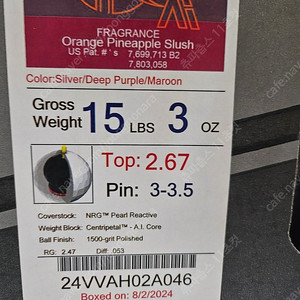 FRAGRANCE
Orange Pineapple Slush
US Pat. #'s 7,699,713 B2
7,803,058
Color:Silver/Deep Purple/Maroon
Gross Weight 15 LBS 3 OZ
Top: 2.67
Pin: 3-3.5
Coverstock: NRG™ Pearl Reactive
Weight Block: Centripetal™ - A.I. Core
Ball Finish: 1500-grit Polished
RG: 2.47 Diff .053
24VVAH02A046
Boxed on: 8/2/2024